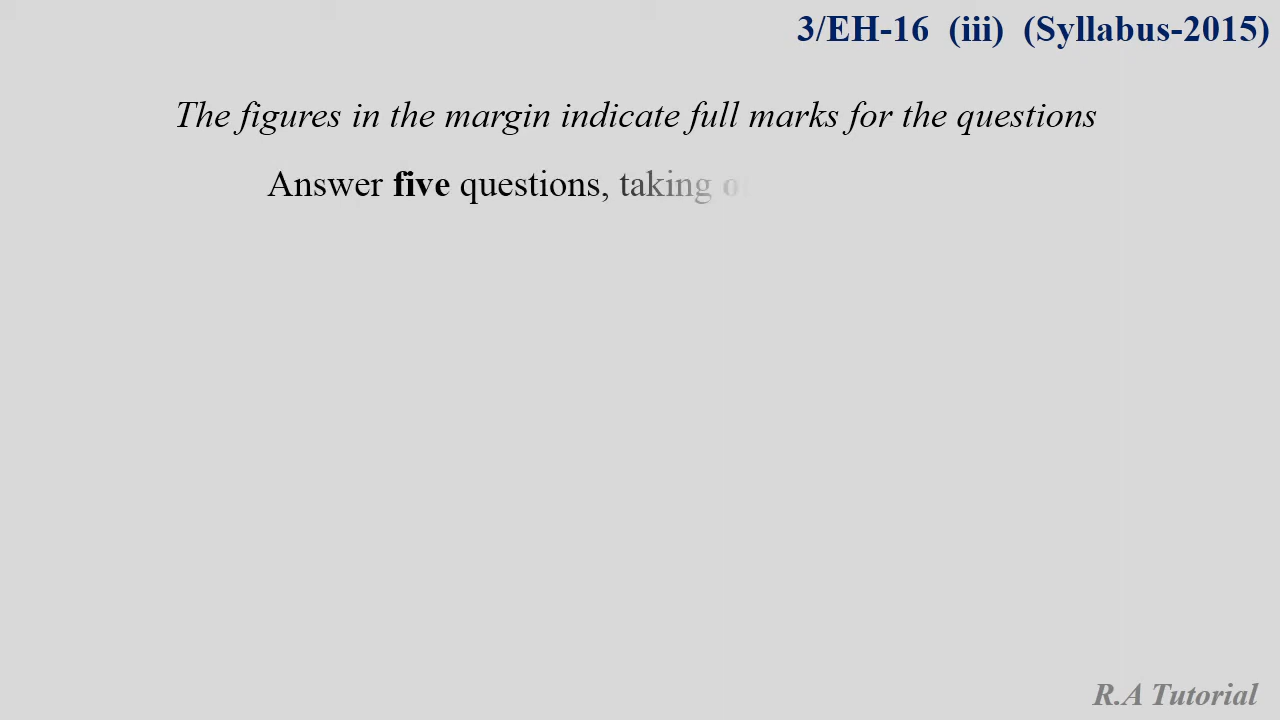 3/EH-16 (iii) (Syllabus-2015)
The figures in the margin indicate full marks for the questions
Answer five questions, taking
R.A Tutorial